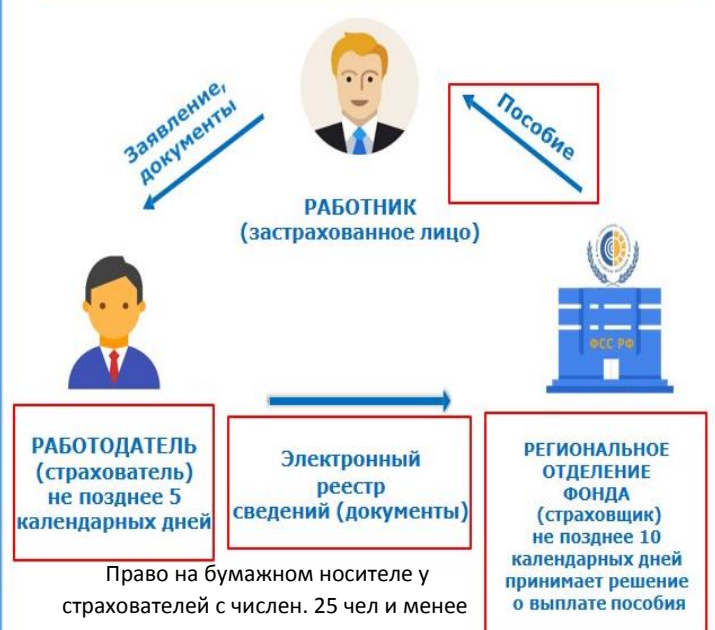 Заявление,
документы
Пособие
РАБОТНИК
(застрахованное лицо)
ФСС РФ
РАБОТОДАТЕЛЬ
(страхователь)
не позднее 5
календарных дней
Электронный
реестр
сведений (документы)
РЕГИОНАЛЬНОЕ
ОТДЕЛЕНИЕ
ФОНДА
(страховщик)
не позднее 10
календарных дней
принимает решение
о выплате пособия
Право на бумажном носителе у
страхователей с числен. 25 чел и менее